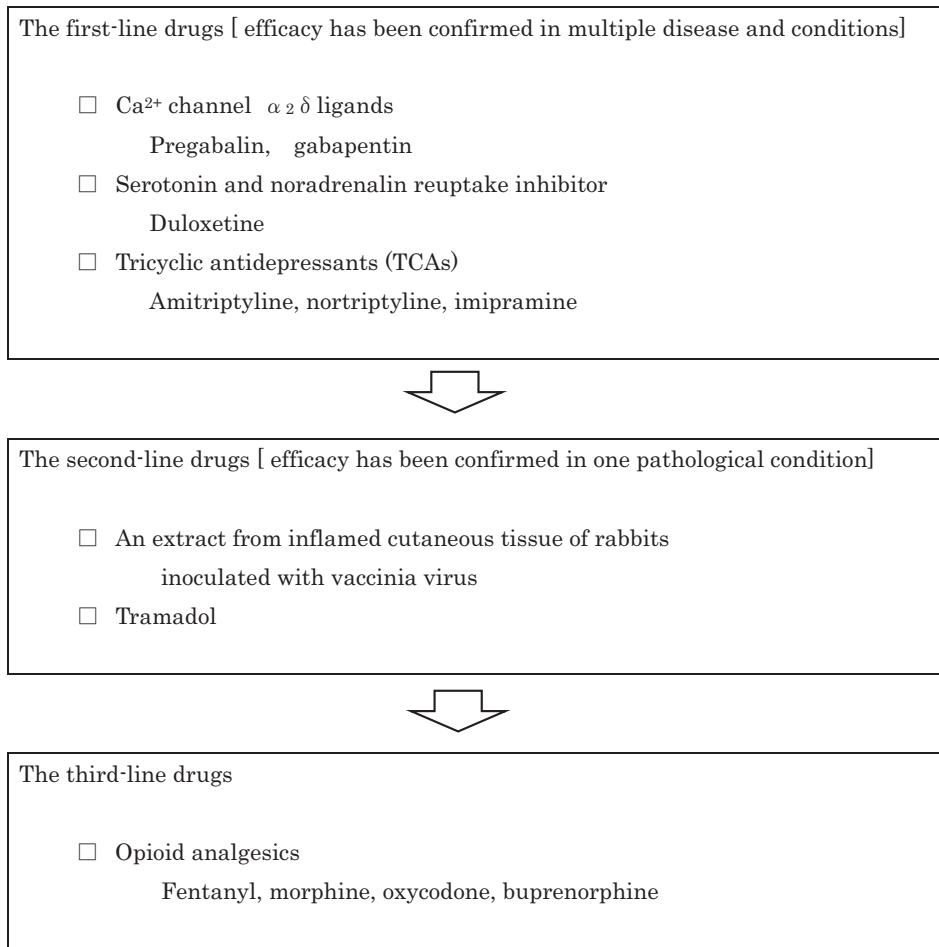 The first-line drugs [ efficacy has been confirmed in multiple disease and conditions]
□ Ca²⁺ channel α₂δ ligands
Pregabalin, gabapentin
□ Serotonin and noradrenalin reuptake inhibitor
Duloxetine
□ Tricyclic antidepressants (TCAs)
Amitriptyline, nortriptyline, imipramine
The second-line drugs [ efficacy has been confirmed in one pathological condition]
□ An extract from inflamed cutaneous tissue of rabbits
inoculated with vaccinia virus
□ Tramadol
The third-line drugs
□ Opioid analgesics
Fentanyl, morphine, oxycodone, buprenorphine